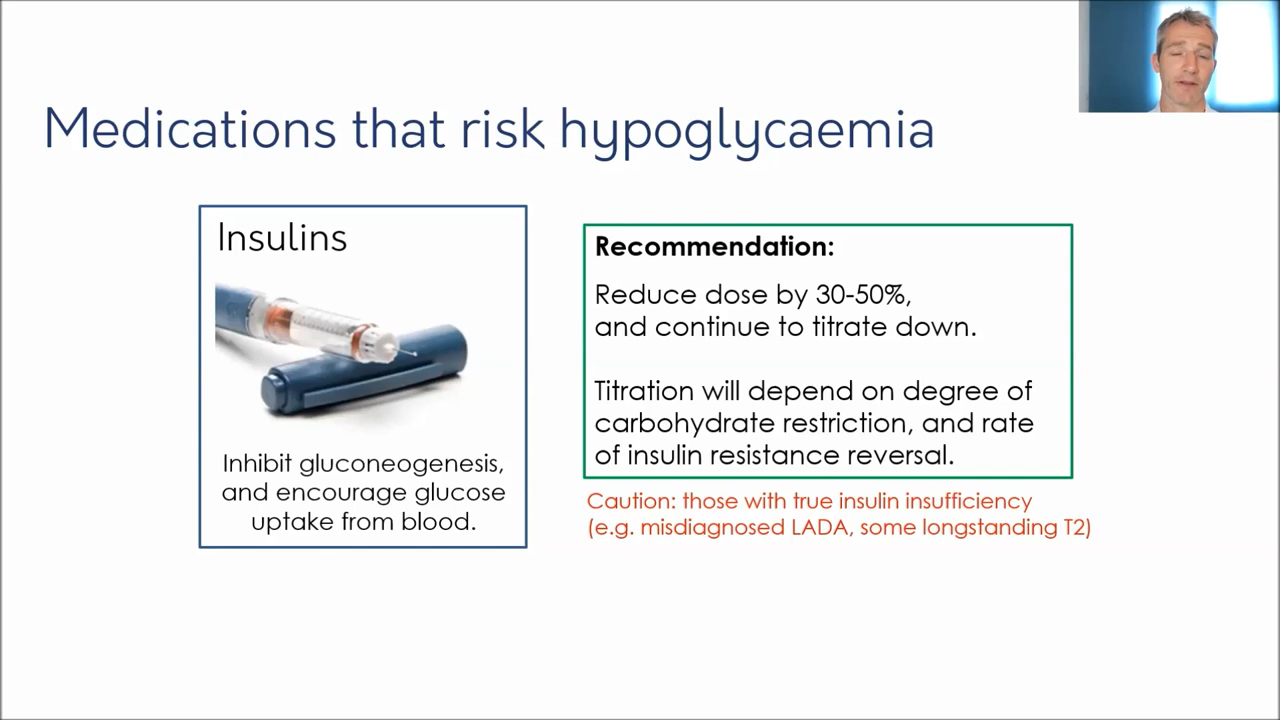 Medications that risk hypoglycaemia
Insulins
Inhibit gluconeogenesis,
and encourage glucose
uptake from blood.
Recommendation:
Reduce dose by 30-50%,
and continue to titrate down.
Titration will depend on degree of
carbohydrate restriction, and rate
of insulin resistance reversal.
Caution: those with true insulin insufficiency
(e.g. misdiagnosed LADA, some longstanding T2)